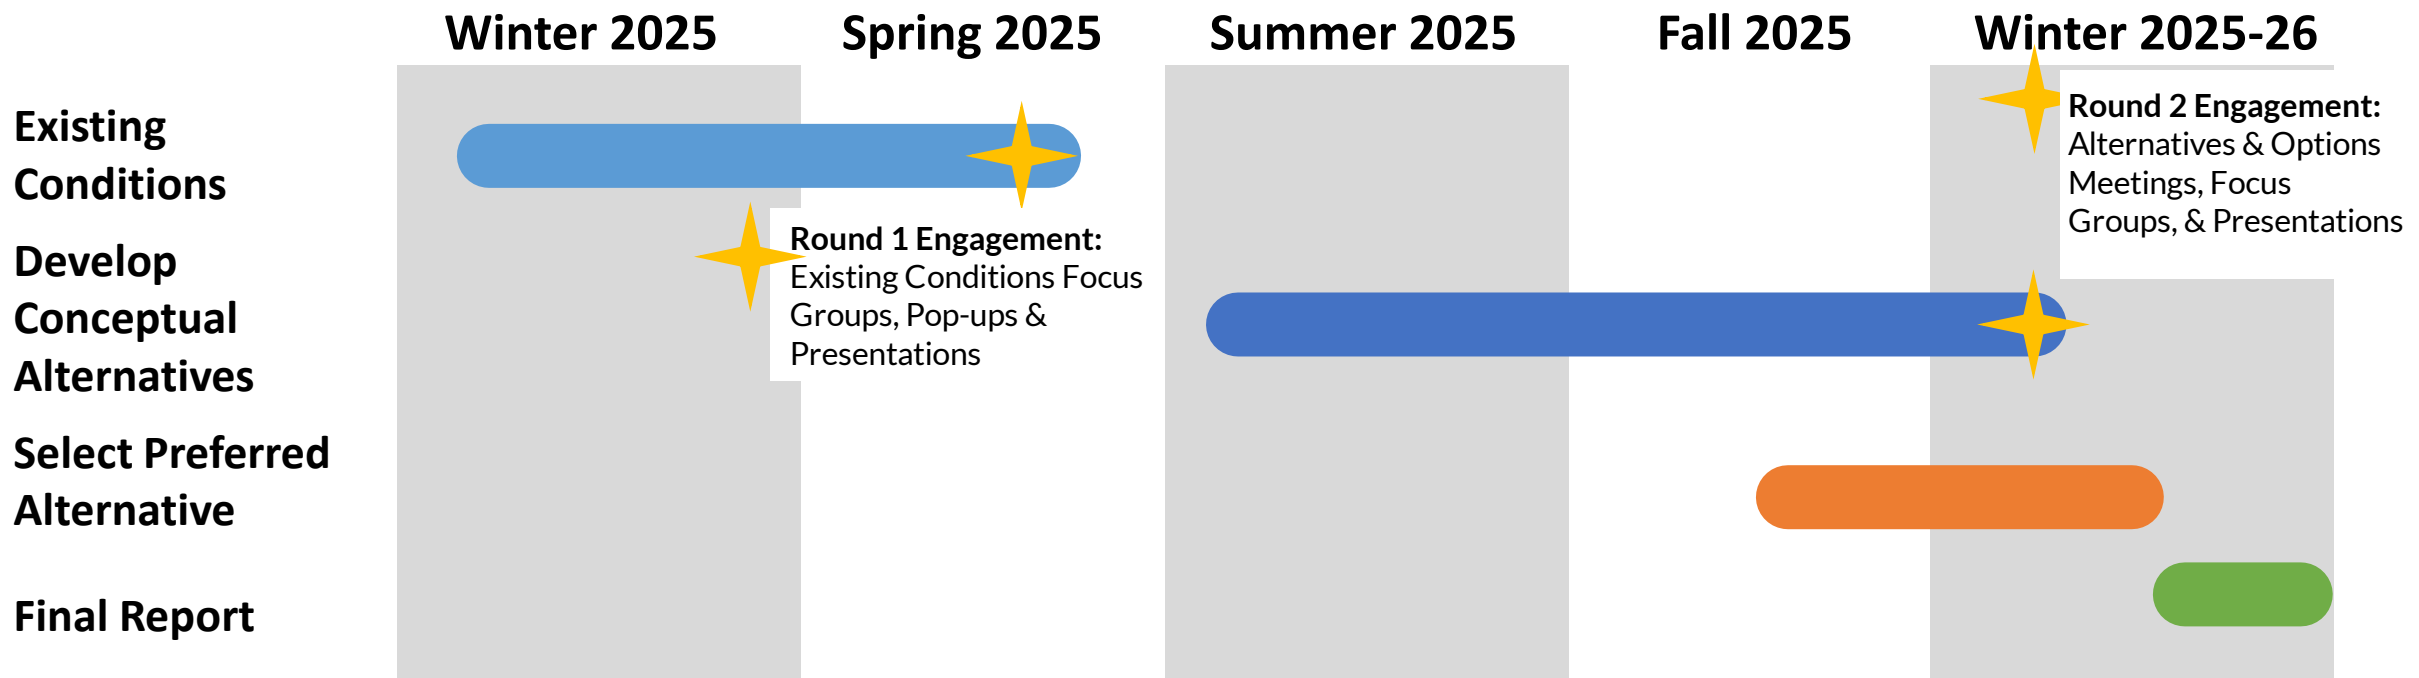 Winter 2025 Spring 2025 Summer 2025 Fall 2025 Winter 2025-26
Existing
Conditions
Round 2 Engagement:
Alternatives & Options
Meetings, Focus
Groups, & Presentations
Round 1 Engagement:
Existing Conditions Focus
Groups, Pop-ups &
Presentations
Develop
Conceptual
Alternatives
Select Preferred
Alternative
Final Report